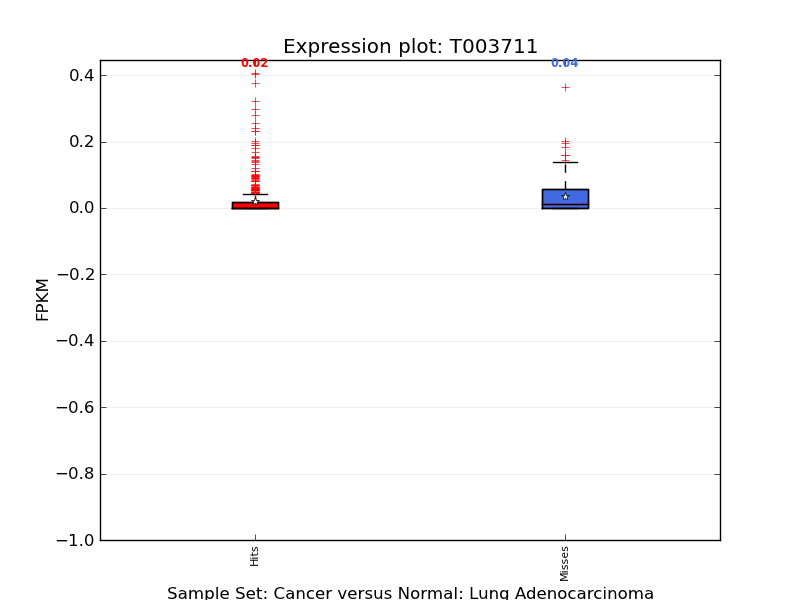 Expression plot: T003711
0.02
0.04
0.4
0.2
0.0
−0.2
−0.4
−0.6
−0.8
−1.0
FPKM
Hits
Misses
Sample Set: Cancer versus Normal: Lung Adenocarcinoma